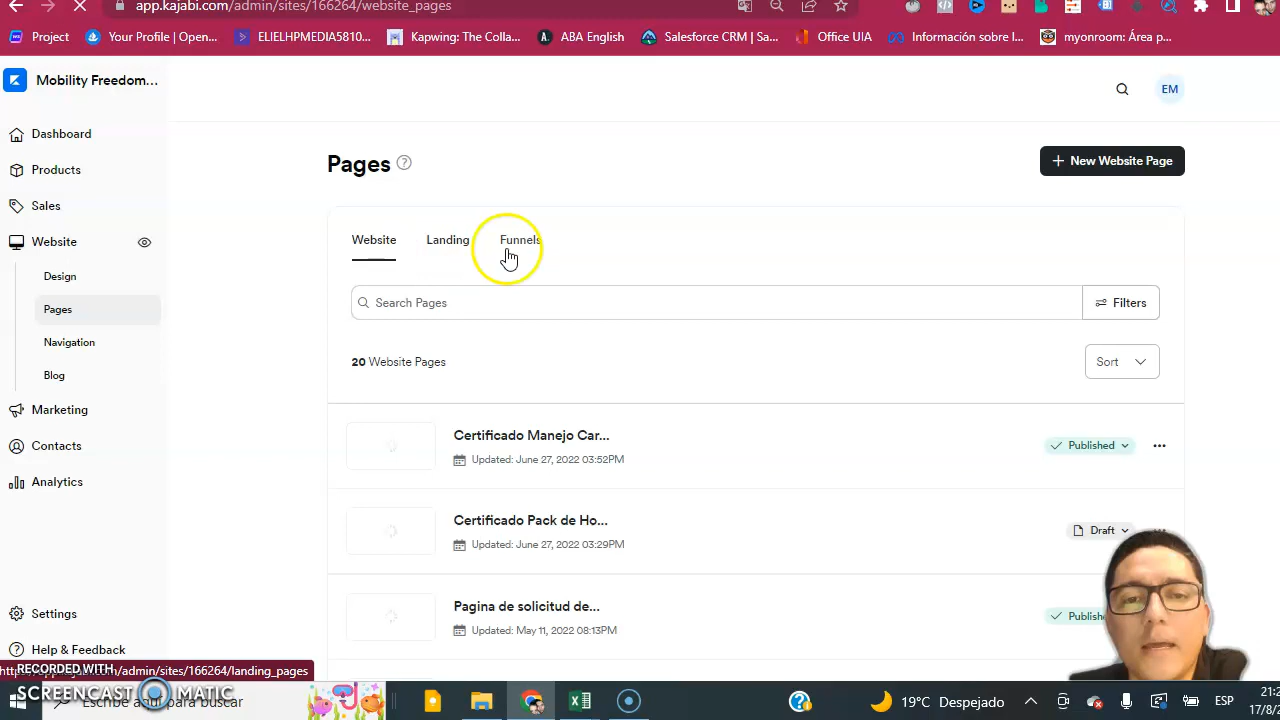 app.kajabi.com/admin/sites/166264/website_pages
Project
Your Profile | Open...
ELIELHPMEDIA5810...
Kapwing: The Colla...
ABA English
Salesforce CRM | Sa...
Office UIA
Información sobre l...
myonroom: Área p...
Mobility Freedom...
EM
Dashboard
Products
Sales
Website
Design
Pages
Navigation
Blog
Marketing
Contacts
Analytics
Settings
Help & Feedback
Pages
New Website Page
Website
Landing
Funnels
Search Pages
Filters
20 Website Pages
Sort
Certificado Manejo Car...
Updated: June 27, 2022 03:52PM
Published
Certificado Pack de Ho...
Updated: June 27, 2022 03:29PM
Draft
Pagina de solicitud de...
Updated: May 11, 2022 08:13PM
/admin/sites/166264/landing_pages
RECORDED WITH
SCREENCAST MATIC
Escribe aquí para buscar
19°C Despejado
ESP